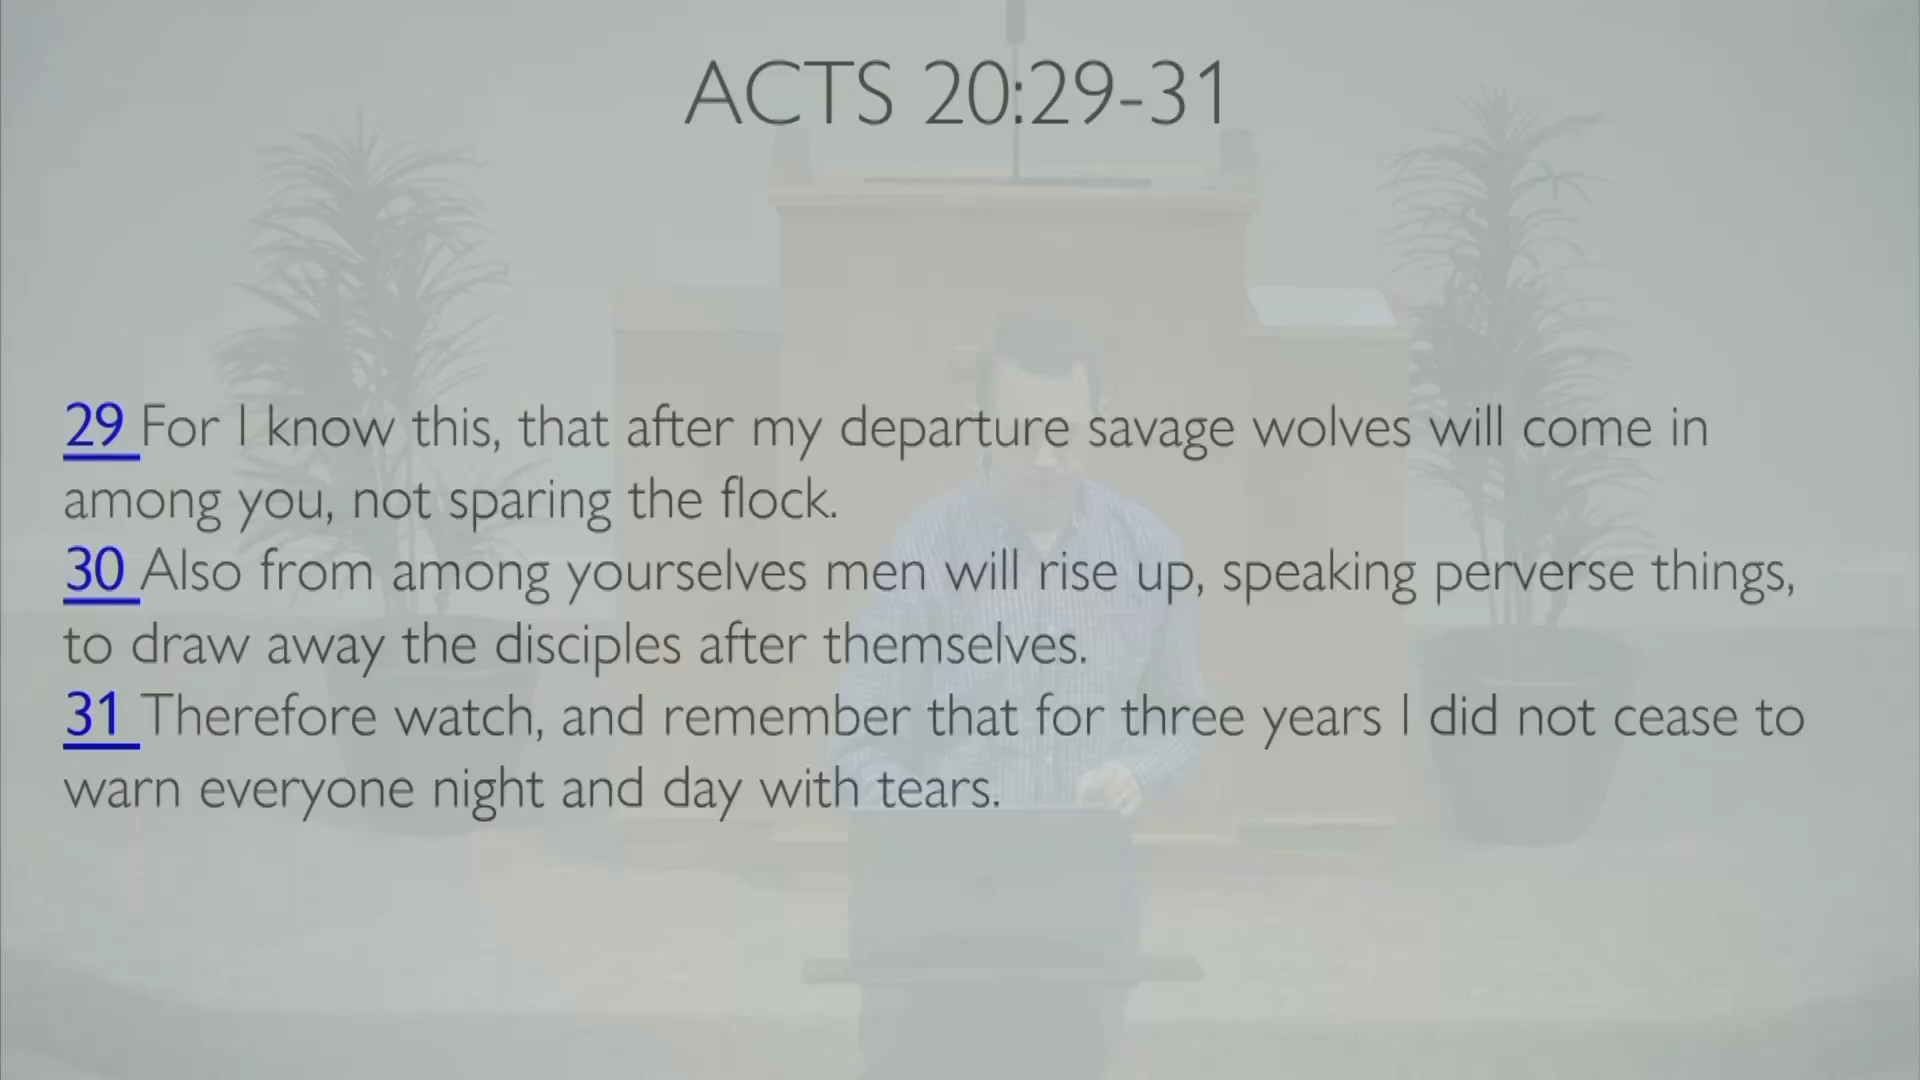 ACTS 20:29-31
29 For I know this, that after my departure savage wolves will come in
among you, not sparing the flock.
30 Also from among yourselves men will rise up, speaking perverse things,
to draw away the disciples after themselves.
31 Therefore watch, and remember that for three years I did not cease to
warn everyone night and day with tears.